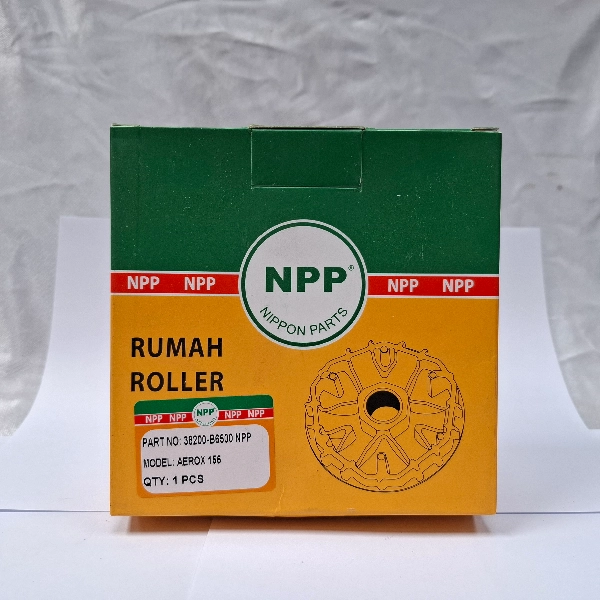 NPP NPP NPP® NPP NPP
NIPPON PARTS
RUMAH
ROLLER
NPP NPP NPP NPP NPP
PART NO: 38200-B6500 NPP
MODEL: AEROX 155
QTY: 1 PCS